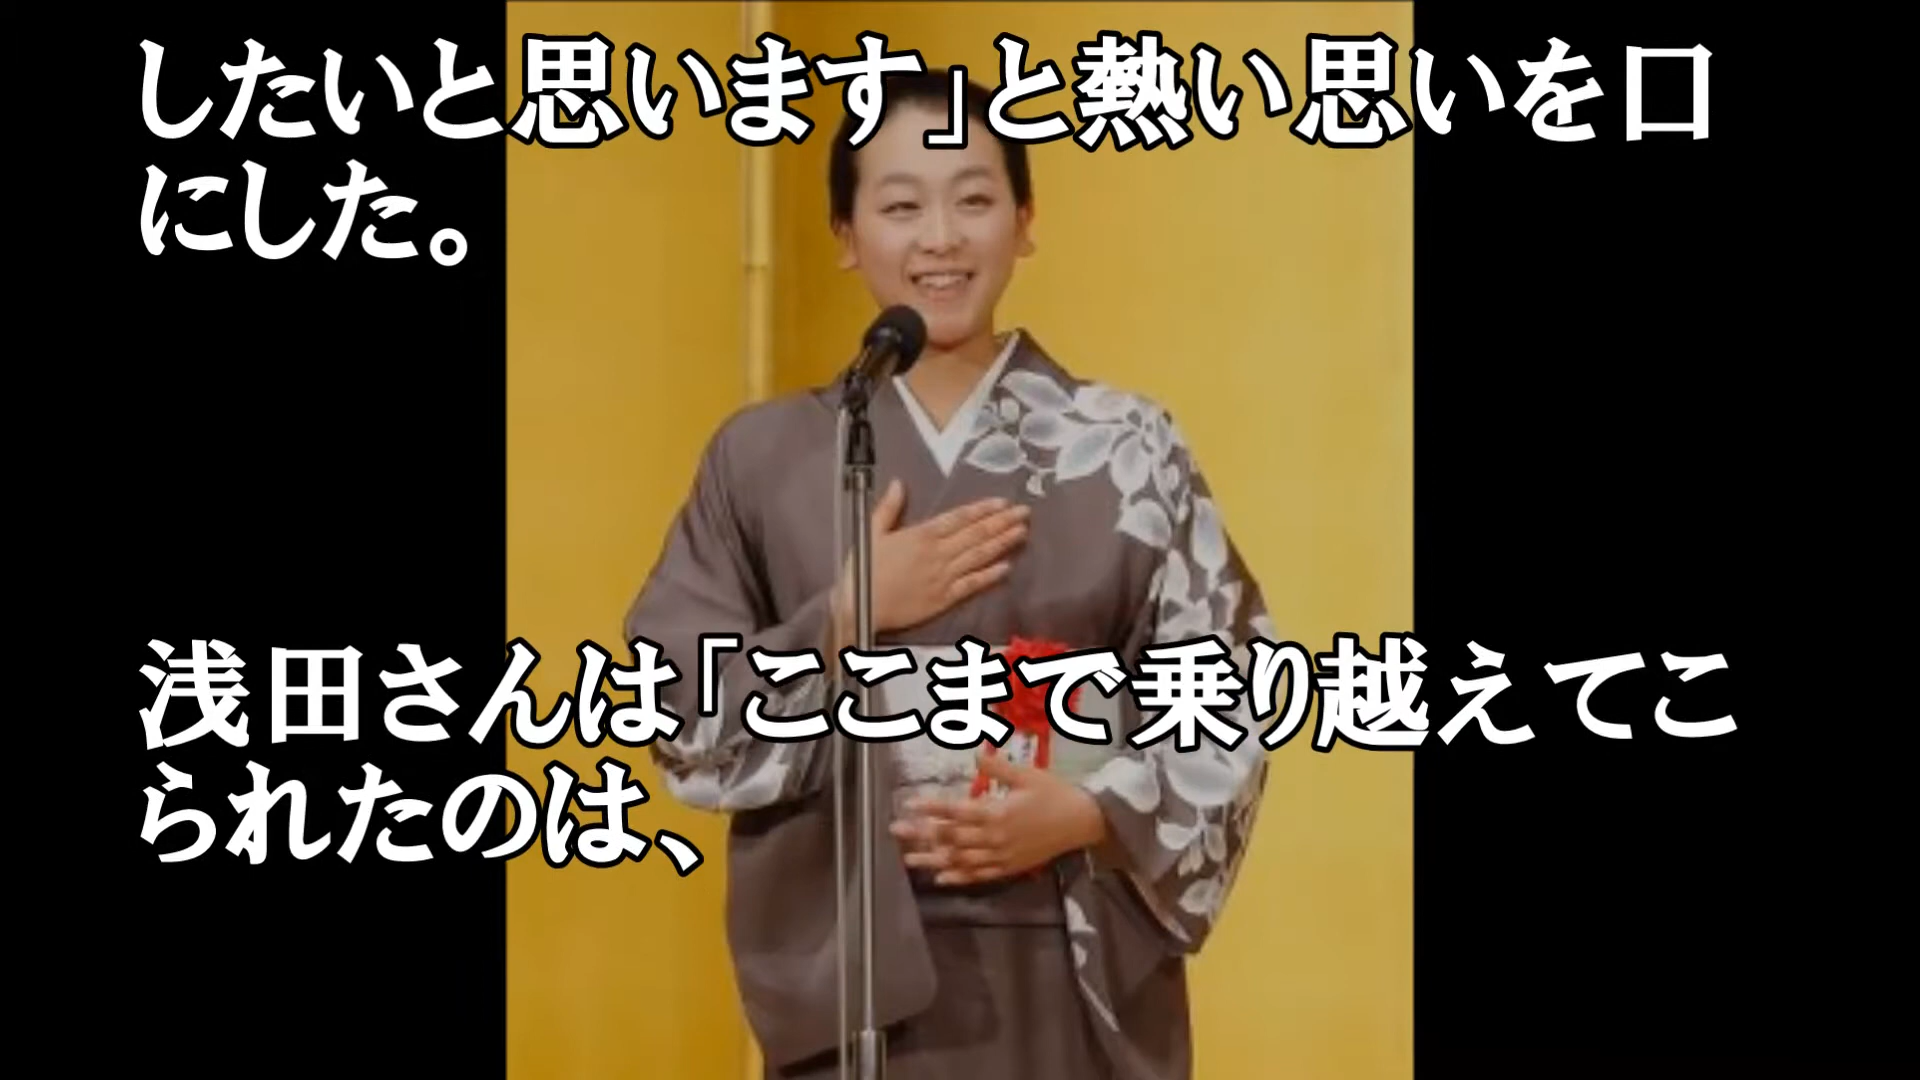 したいと思います」と熱い思いを口
にした。
浅田さんは「ここまで乗り越えてこ
られたのは、